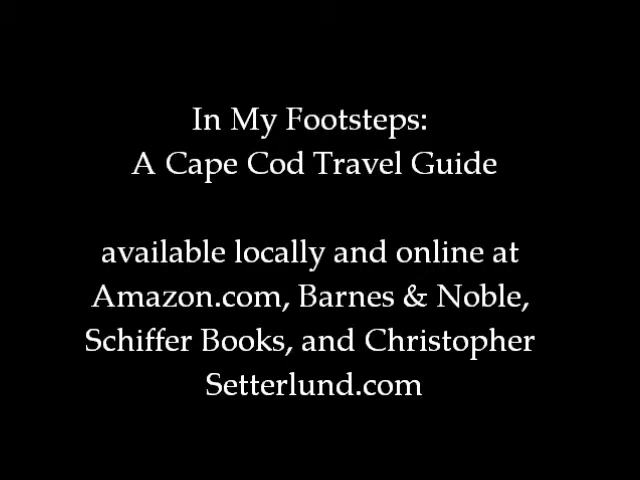 In My Footsteps:
A Cape Cod Travel Guide
available locally and online at
Amazon.com, Barnes & Noble,
Schiffer Books, and Christopher
Setterlund.com